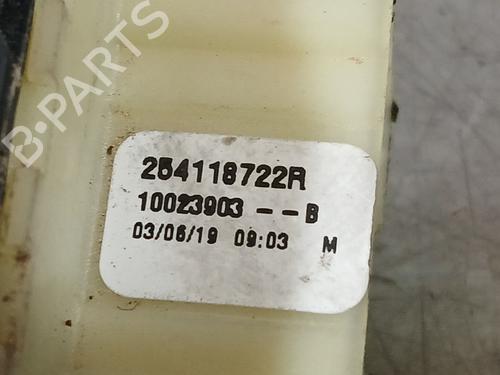 B-PARTS
254118722R
10023903 -- B
03/06/19 09:03 M